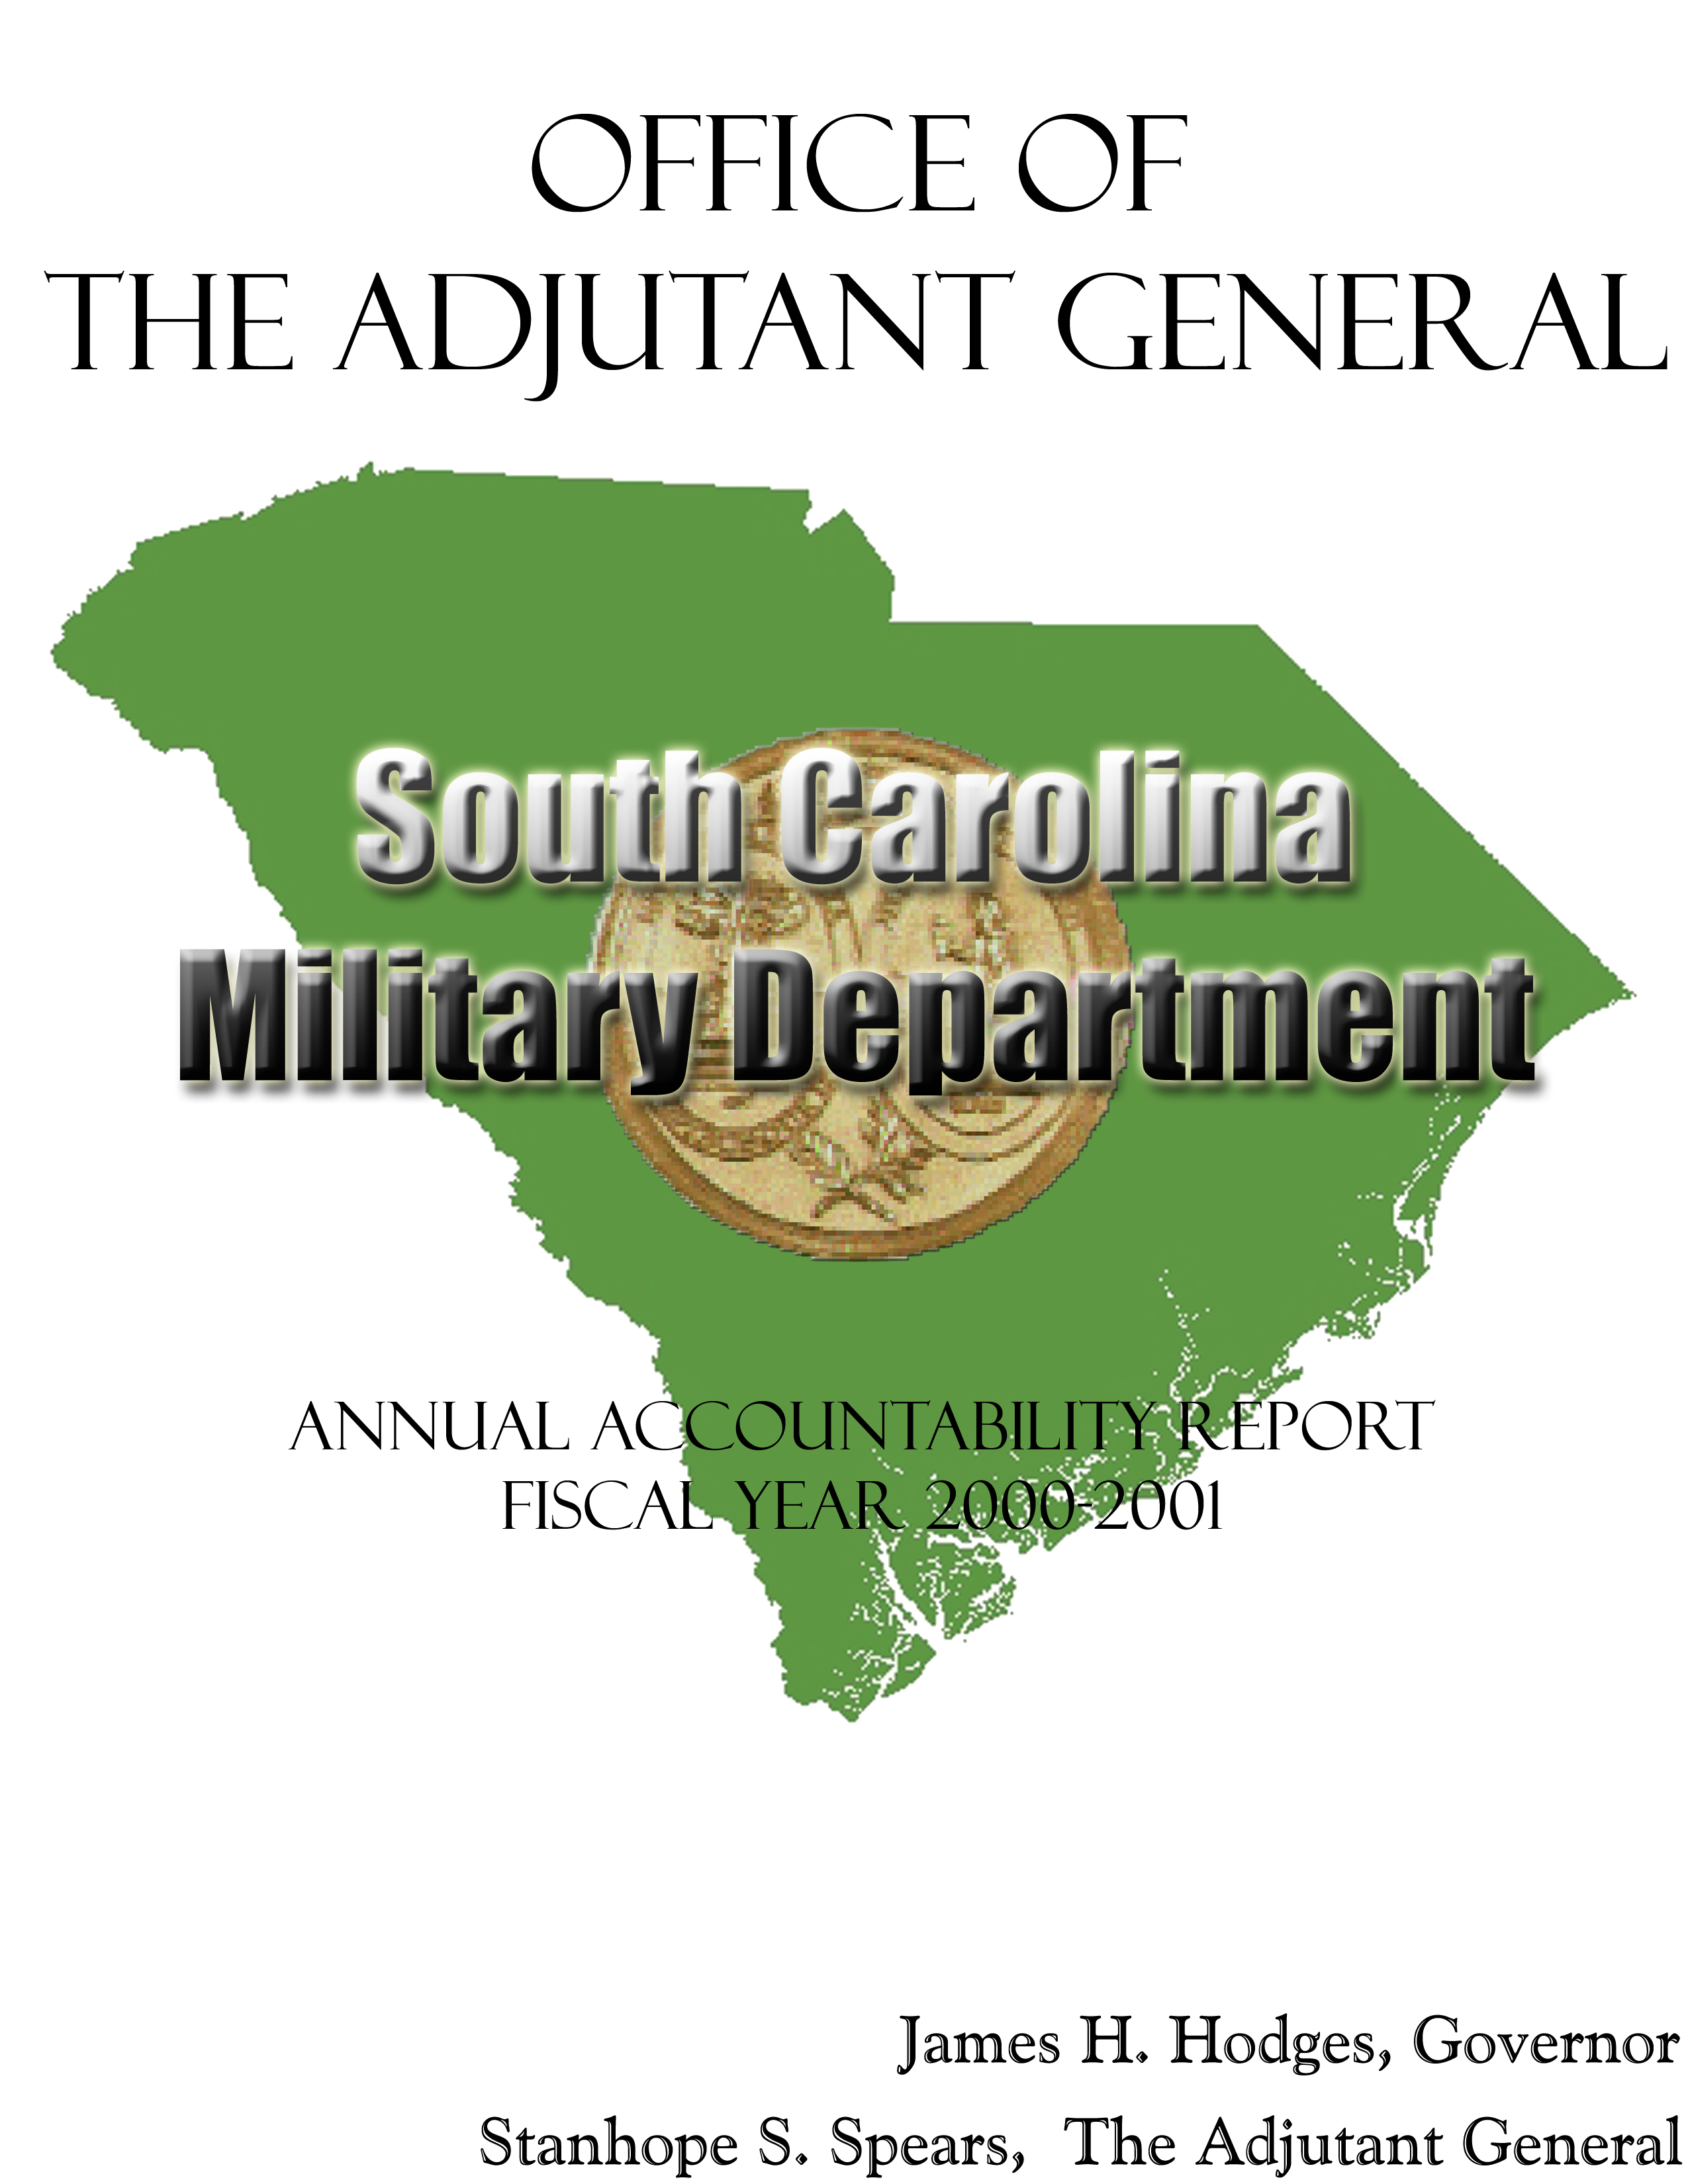 OFFICE OF
THE ADJUTANT GENERAL
South Carolina
Military Department
ANNUAL ACCOUNTABILITY REPORT
FISCAL YEAR 2000-2001
James H. Hodges, Governor
Stanhope S. Spears, The Adjutant General